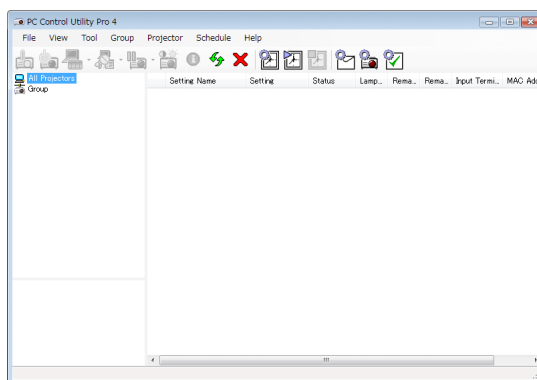 PC Control Utility Pro 4
File View Tool Group Projector Schedule Help
All Projectors
Group
Setting Name Setting Status Lamp... Rema... Rema... Input Termi... MAC Add